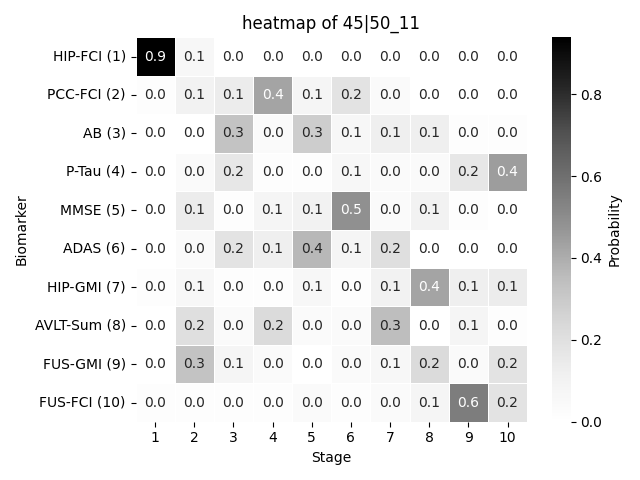 heatmap of 45|50_11
HIP-FCI (1) 0.9 0.1 0.0 0.0 0.0 0.0 0.0 0.0 0.0 0.0
PCC-FCI (2) 0.0 0.1 0.1 0.4 0.1 0.2 0.0 0.0 0.0 0.0
AB (3) 0.0 0.0 0.3 0.0 0.3 0.1 0.1 0.1 0.0 0.0
P-Tau (4) 0.0 0.0 0.2 0.0 0.0 0.1 0.0 0.0 0.2 0.4
MMSE (5) 0.0 0.1 0.0 0.1 0.1 0.5 0.0 0.1 0.0 0.0
ADAS (6) 0.0 0.0 0.2 0.1 0.4 0.1 0.2 0.0 0.0 0.0
HIP-GMI (7) 0.0 0.1 0.0 0.0 0.1 0.0 0.1 0.4 0.1 0.1
AVLT-Sum (8) 0.0 0.2 0.0 0.2 0.0 0.0 0.3 0.0 0.1 0.0
FUS-GMI (9) 0.0 0.3 0.1 0.0 0.0 0.0 0.1 0.2 0.0 0.2
FUS-FCI (10) 0.0 0.0 0.0 0.0 0.0 0.0 0.0 0.1 0.6 0.2
1 2 3 4 5 6 7 8 9 10
Stage
Biomarker
0.8
0.6
0.4
0.2
0.0
Probability